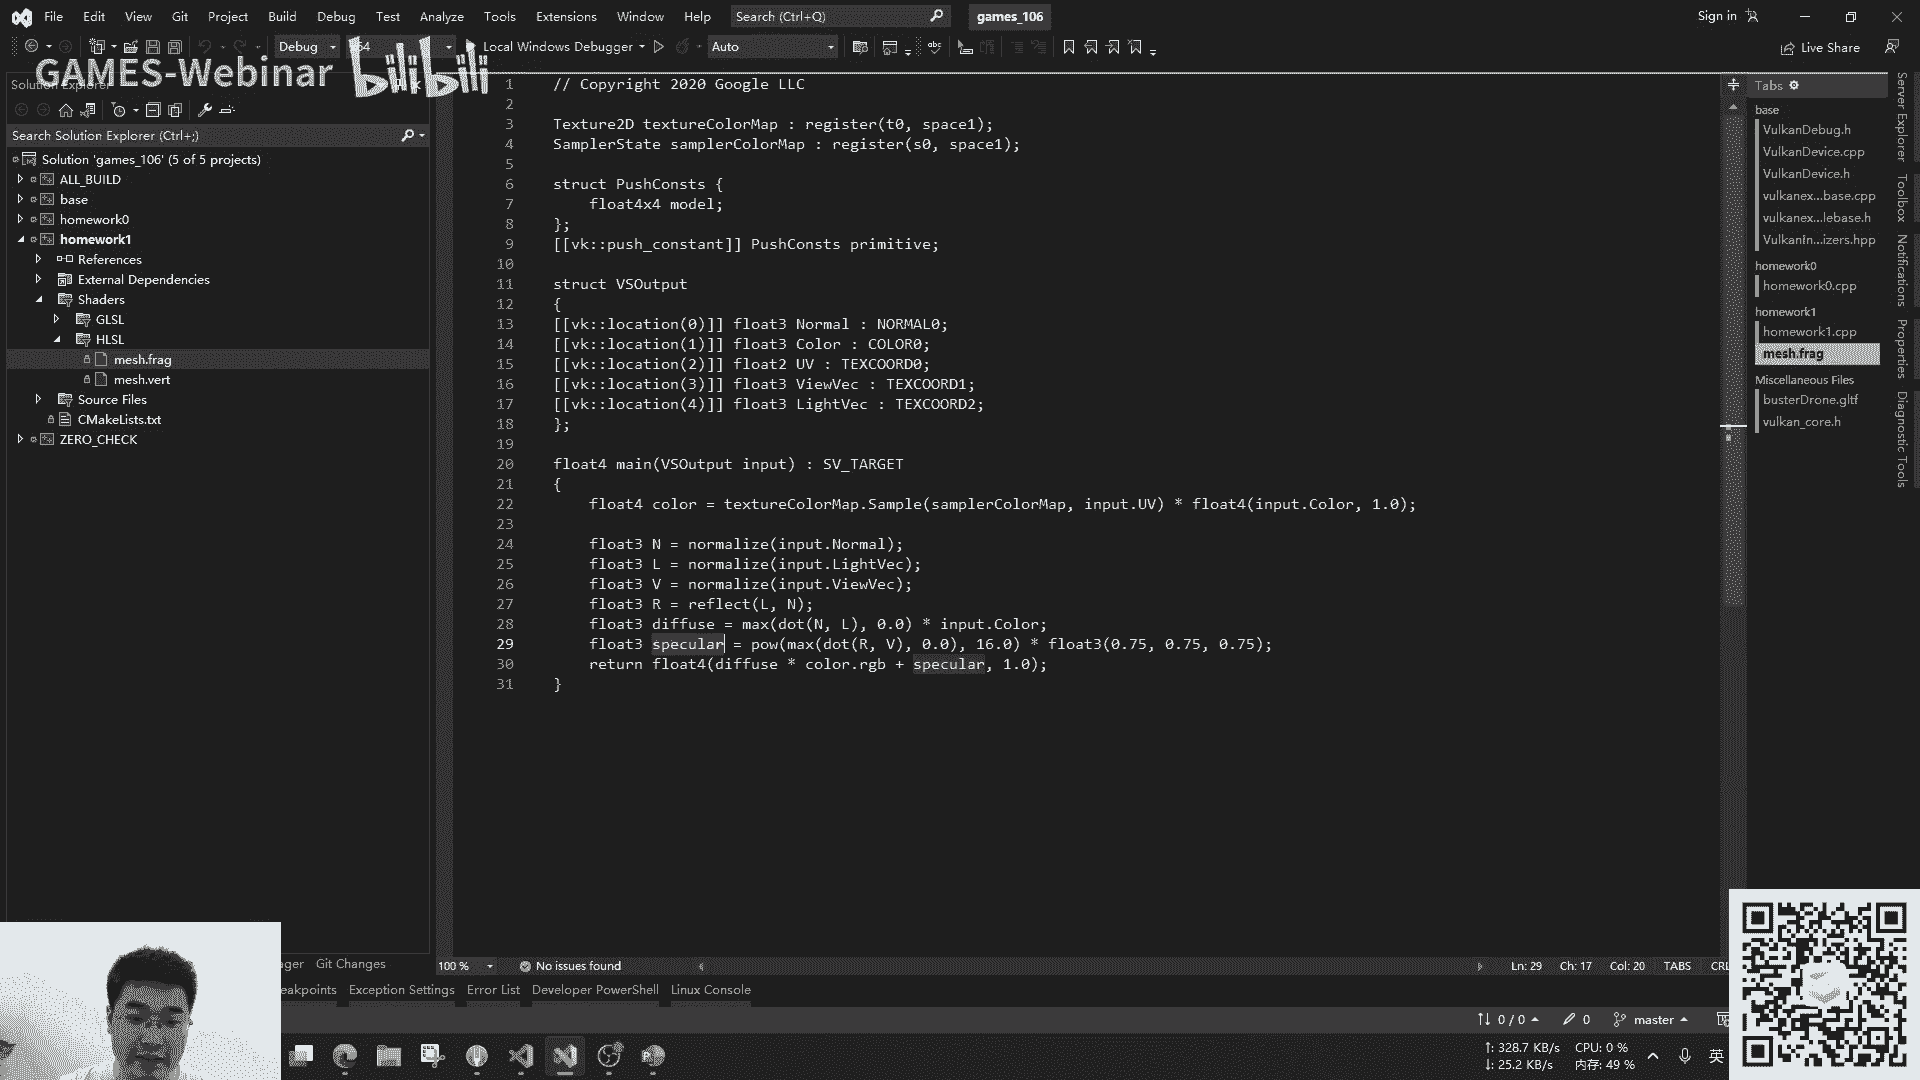 File Edit View Git Project Build Debug Test Analyze Tools Extensions Window Help Search (Ctrl+Q) games_106 Sign in
Debug Local Windows Debugger Auto Live Share
GAMES-Webinar bilibili
Search Solution Explorer (Ctrl+;)
Solution 'games_106' (5 of 5 projects)
ALL_BUILD
base
homework0
homework1
References
External Dependencies
Shaders
GLSL
HLSL
mesh.frag
mesh.vert
Source Files
CMakeLists.txt
ZERO_CHECK
1 // Copyright 2020 Google LLC
2
3 Texture2D textureColorMap : register(t0, space1);
4 SamplerState samplerColorMap : register(s0, space1);
5
6 struct PushConsts {
7 float4x4 model;
8 };
9 [[vk::push_constant]] PushConsts primitive;
10
11 struct VSOutput
12 {
13 [[vk::location(0)]] float3 Normal : NORMAL0;
14 [[vk::location(1)]] float3 Color : COLOR0;
15 [[vk::location(2)]] float2 UV : TEXCOORD0;
16 [[vk::location(3)]] float3 ViewVec : TEXCOORD1;
17 [[vk::location(4)]] float3 LightVec : TEXCOORD2;
18 };
19
20 float4 main(VSOutput input) : SV_TARGET
21 {
22 float4 color = textureColorMap.Sample(samplerColorMap, input.UV) * float4(input.Color, 1.0);
23
24 float3 N = normalize(input.Normal);
25 float3 L = normalize(input.LightVec);
26 float3 V = normalize(input.ViewVec);
27 float3 R = reflect(L, N);
28 float3 diffuse = max(dot(N, L), 0.0) * input.Color;
29 float3 specular = pow(max(dot(R, V), 0.0), 16.0) * float3(0.75, 0.75, 0.75);
30 return float4(diffuse * color.rgb + specular, 1.0);
31 }
Tabs
base
VulkanDebug.h
VulkanDevice.cpp
VulkanDevice.h
vulkanex...base.cpp
vulkanex...lebase.h
VulkanIn...izers.hpp
homework0
homework0.cpp
homework1
homework1.cpp
mesh.frag
Miscellaneous Files
busterDrone.gltf
vulkan_core.h
Server Explorer
Toolbox
Notifications
Properties
Diagnostic Tools
Git Changes
100 % No issues found Ln: 29 Ch: 17 Col: 20 TABS CRL
eakpoints Exception Settings Error List Developer PowerShell Linux Console
0 / 0 0 master
↑: 328.7 KB/s CPU: 0 %
↓: 25.2 KB/s 内存: 49 %
英